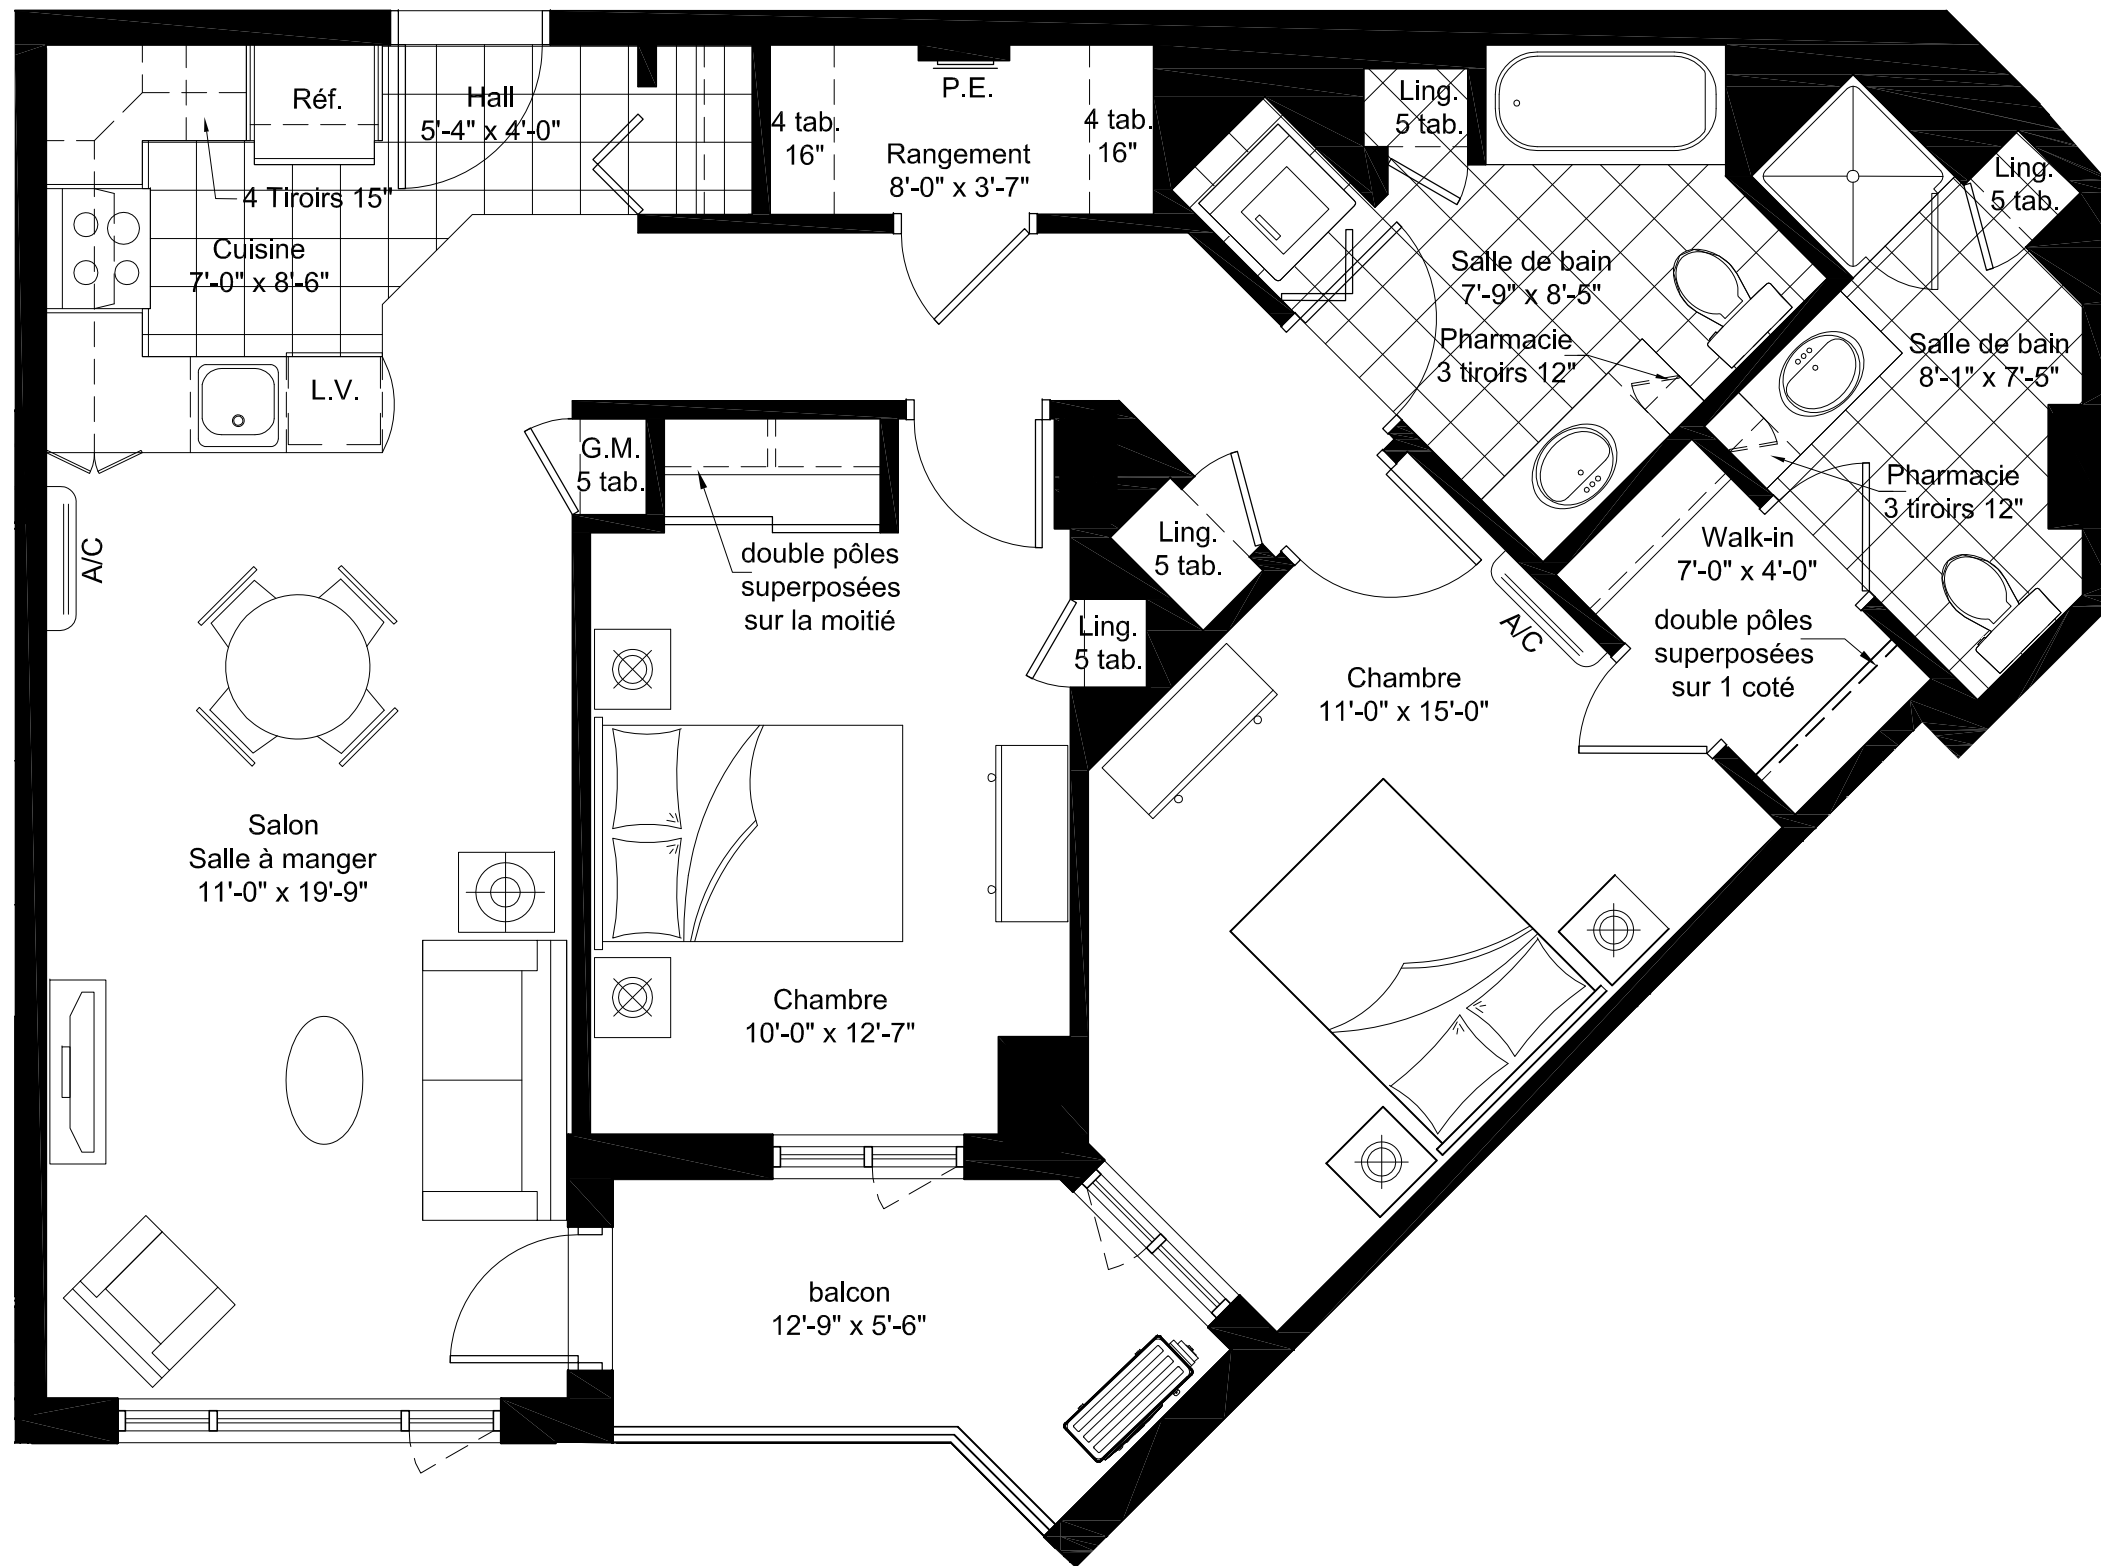 Réf.
Hall
5'-4" x 4'-0"
4 Tiroirs 15"
Cuisine
7'-0" x 8'-6"
L.V.
P.E.
4 tab.
16"
4 tab.
16"
Rangement
8'-0" x 3'-7"
Ling.
5 tab.
Ling.
5 tab.
Salle de bain
7'-9" x 8'-5"
Pharmacie
3 tiroirs 12"
Salle de bain
8'-1" x 7'-5"
Pharmacie
3 tiroirs 12"
G.M.
5 tab.
double pôles
superposées
sur la moitié
Ling.
5 tab.
Ling.
5 tab.
Walk-in
7'-0" x 4'-0"
double pôles
superposées
sur 1 coté
A/C
A/C
Chambre
11'-0" x 15'-0"
Salon
Salle à manger
11'-0" x 19'-9"
Chambre
10'-0" x 12'-7"
balcon
12'-9" x 5'-6"